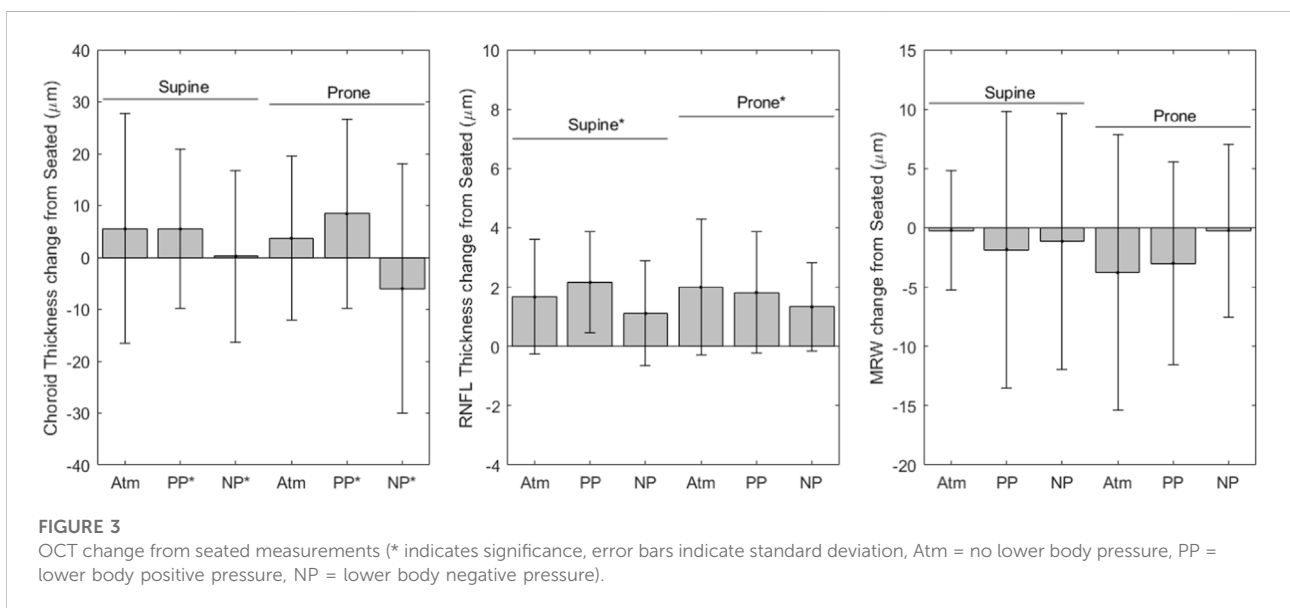 Choroid Thickness change from Seated (μm)
40
30
20
10
0
-10
-20
-30
-40
Supine
Prone
Atm PP* NP* Atm PP* NP*
RNFL Thickness change from Seated (μm)
10
8
6
4
2
0
-2
-4
Supine*
Prone*
Atm PP NP Atm PP NP
MRW change from Seated (μm)
15
10
5
0
-5
-10
-15
-20
Supine
Prone
Atm PP NP Atm PP NP
FIGURE 3
OCT change from seated measurements (* indicates significance, error bars indicate standard deviation, Atm = no lower body pressure, PP =
lower body positive pressure, NP = lower body negative pressure).